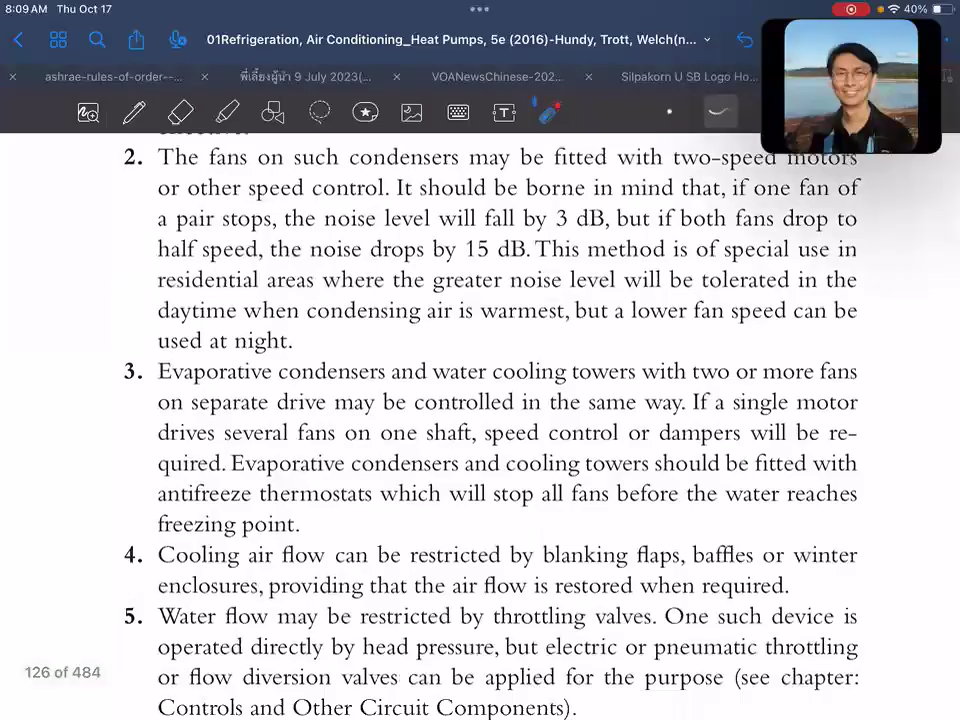 8:09 AM Thu Oct 17
40%
01Refrigeration, Air Conditioning_Heat Pumps, 5e (2016)-Hundy, Trott, Welch(n...
ashrae-rules-of-order--...
พี่เลี้ยงผู้นำ 9 July 2023(...
VOANewsChinese-202...
Silpakorn U SB Logo Ho...
2. The fans on such condensers may be fitted with two-speed motors
or other speed control. It should be borne in mind that, if one fan of
a pair stops, the noise level will fall by 3 dB, but if both fans drop to
half speed, the noise drops by 15 dB. This method is of special use in
residential areas where the greater noise level will be tolerated in the
daytime when condensing air is warmest, but a lower fan speed can be
used at night.
3. Evaporative condensers and water cooling towers with two or more fans
on separate drive may be controlled in the same way. If a single motor
drives several fans on one shaft, speed control or dampers will be re-
quired. Evaporative condensers and cooling towers should be fitted with
antifreeze thermostats which will stop all fans before the water reaches
freezing point.
4. Cooling air flow can be restricted by blanking flaps, baffles or winter
enclosures, providing that the air flow is restored when required.
5. Water flow may be restricted by throttling valves. One such device is
operated directly by head pressure, but electric or pneumatic throttling
or flow diversion valves can be applied for the purpose (see chapter:
Controls and Other Circuit Components).
126 of 484